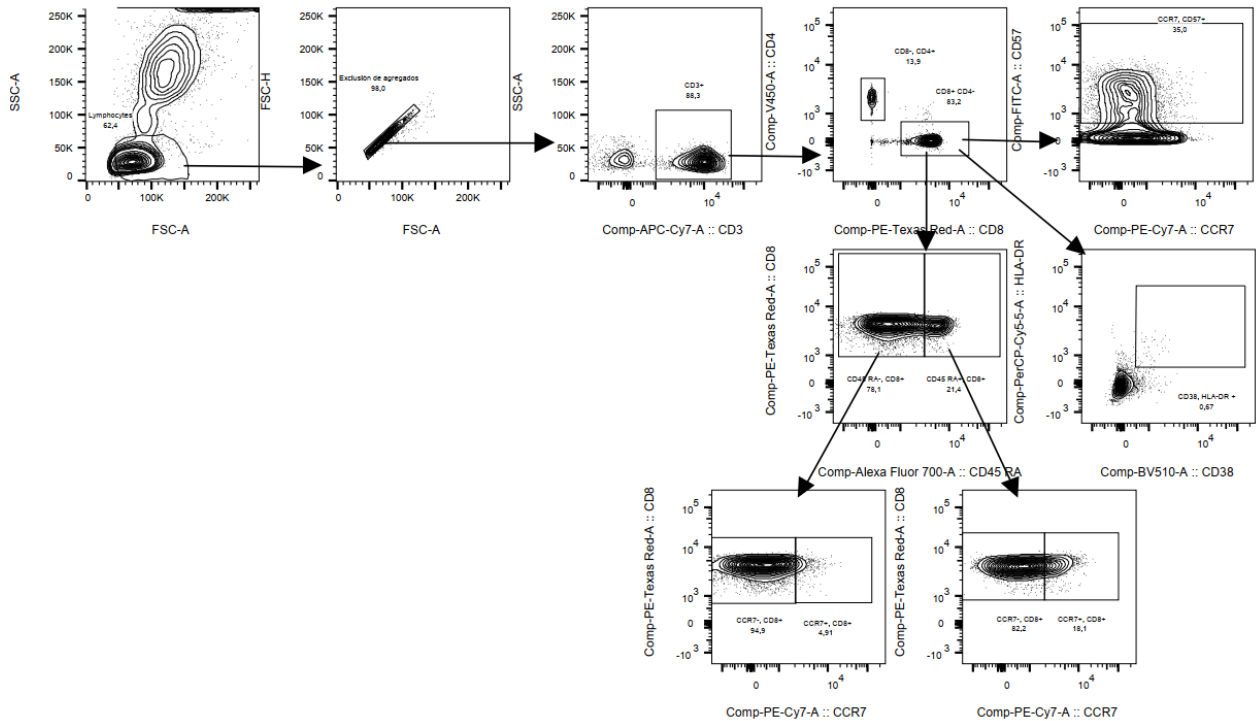 250K
200K
150K
100K
50K
0
SSC-A
Lymphocytes
62,4
100K
FSC-A
250K
200K
150K
100K
50K
0
FSC-H
Exclusión de agregados
98,0
0
100K
200K
FSC-A
250K
200K
150K
100K
50K
0
SSC-A
CD3+
88,3
0
10 4
Comp-APC-Cy7-A :: CD3
10 5
10 4
10 3
0
-10 3
Comp-V450-A :: CD4
CD8-, CD4+
13,9
CD8+ CD4-
83,2
0
10 4
Comp-PE-Texas Red-A :: CD8
10 5
10 4
10 3
0
-10 3
Comp-FITC-A :: CD57
CCR7, CD57+
35,0
0
10 4
Comp-PE-Cy7-A :: CCR7
10 5
10 4
10 3
0
-10 3
Comp-PE-Texas Red-A :: CD8
CD45 RA-, CD8+
78,1
CD45 RA+, CD8+
21,4
0
10 4
Comp-Alexa Fluor 700-A :: CD45 RA
10 5
10 4
10 3
0
-10 3
Comp-PerCP-Cy5-5-A :: HLA-DR
CD38, HLA-DR +
0,67
0
10 4
Comp-BV510-A :: CD38
10 5
10 4
10 3
0
-10 3
Comp-PE-Texas Red-A :: CD8
CCR7-, CD8+
94,9
CCR7+, CD8+
4,91
0
10 4
Comp-PE-Cy7-A :: CCR7
10 5
10 4
10 3
0
-10 3
Comp-PE-Texas Red-A :: CD8
CCR7-, CD8+
82,2
CCR7+, CD8+
18,1
0
10 4
Comp-PE-Cy7-A :: CCR7